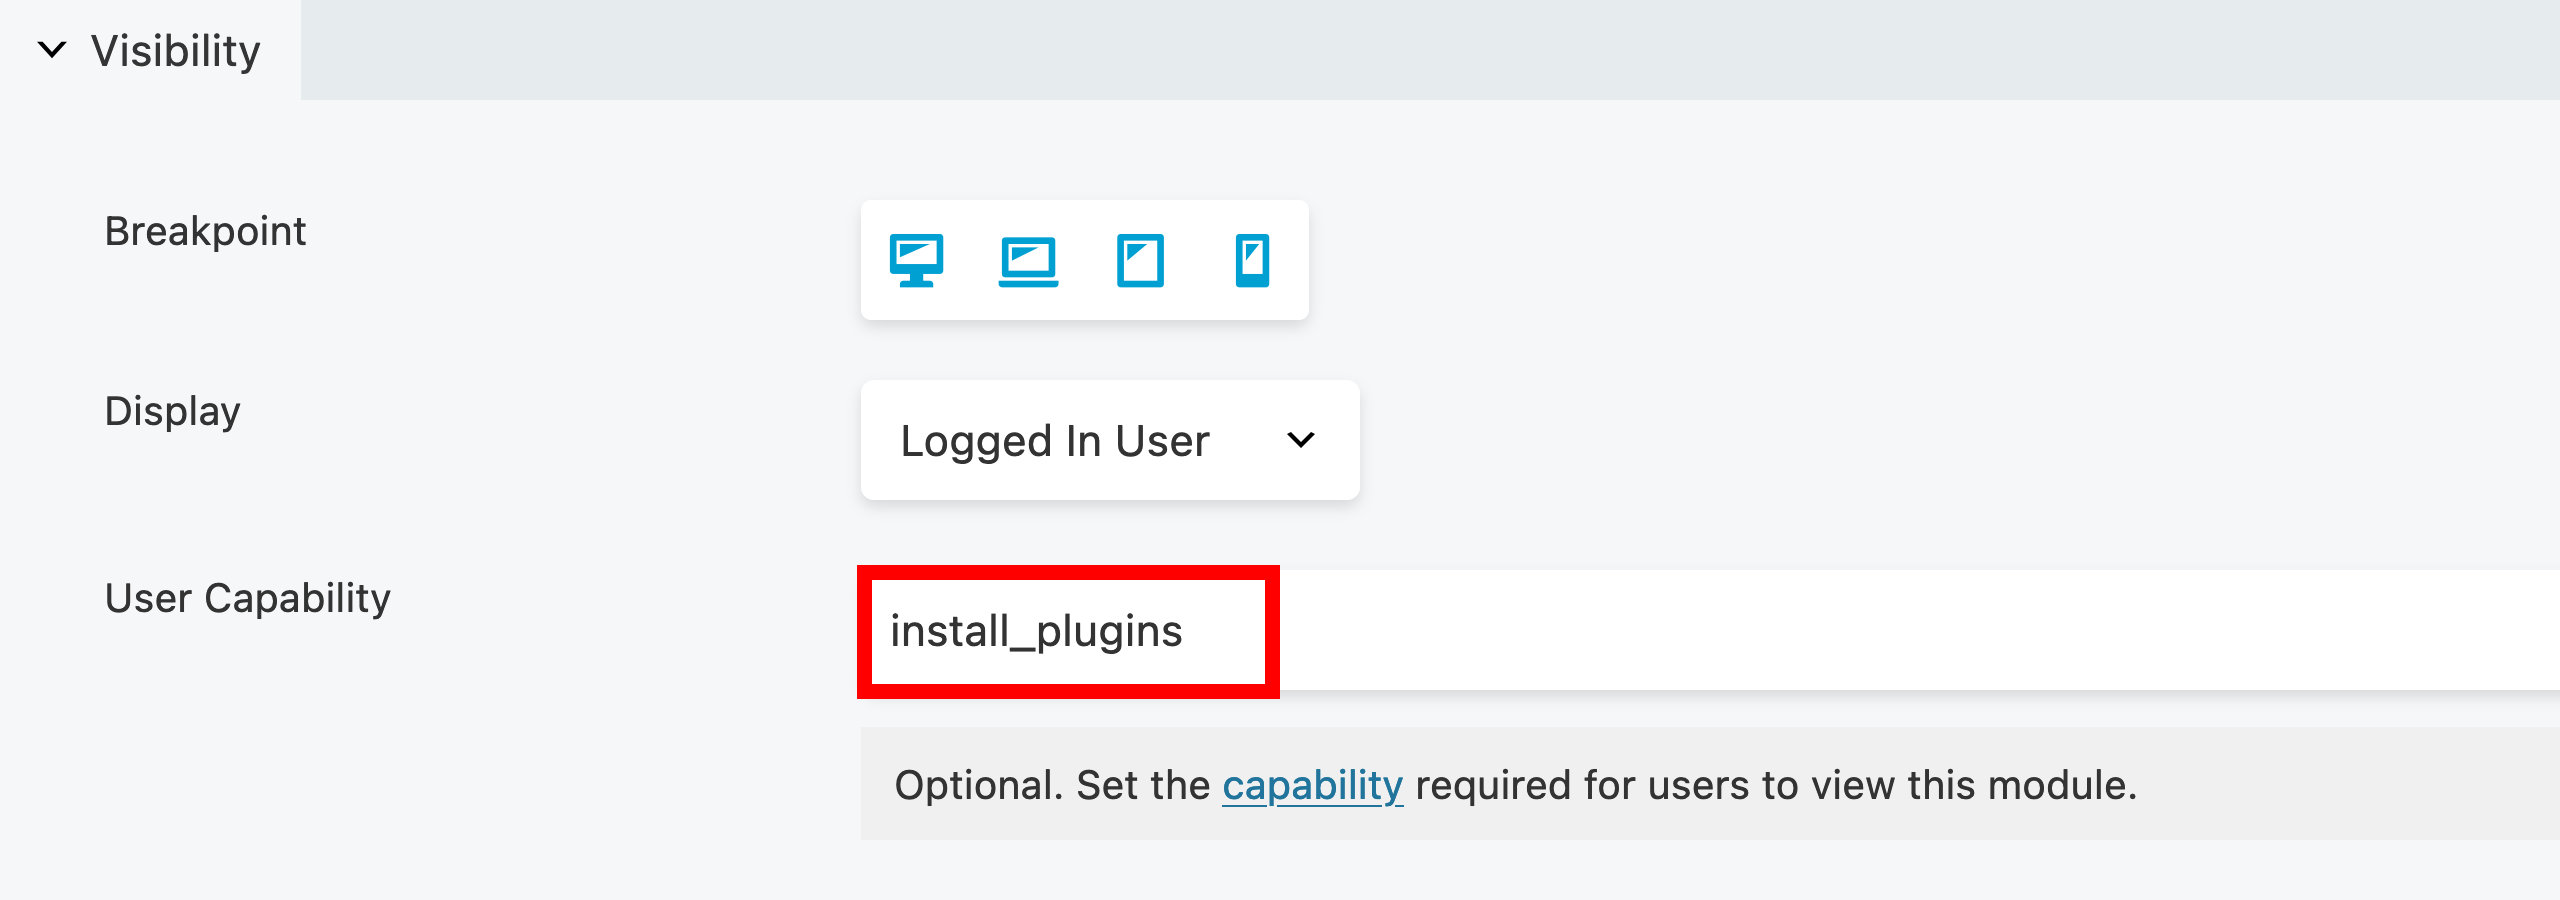 Visibility
Breakpoint
Display
Logged In User
User Capability
install_plugins
Optional. Set the capability required for users to view this module.